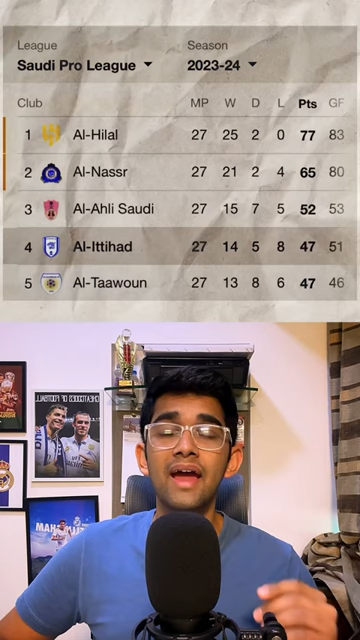 League Season
Saudi Pro League 2023-24
Club MP W D L Pts GF
1 Al-Hilal 27 25 2 0 77 83
2 Al-Nassr 27 21 2 4 65 80
3 Al-Ahli Saudi 27 15 7 5 52 53
4 Al-Ittihad 27 14 5 8 47 51
5 Al-Taawoun 27 13 8 6 47 46
CHEATCODES OF FOOTBALL